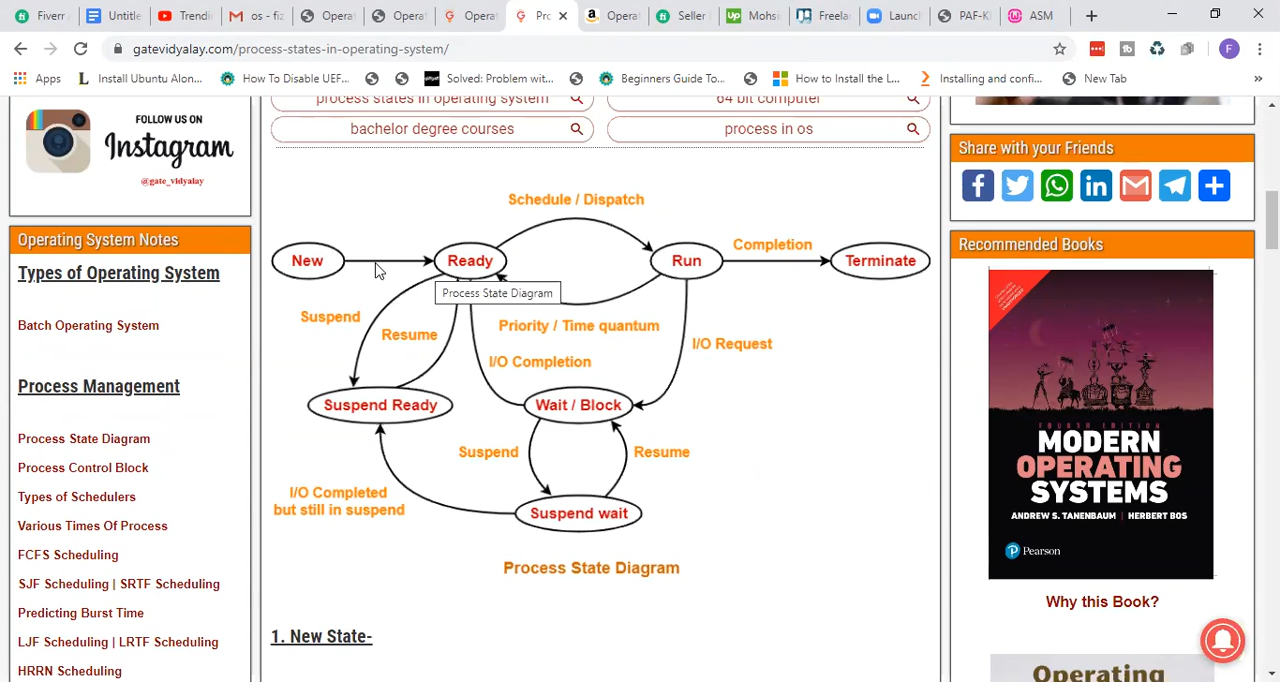 Fiverr
Untitle
Trendi
os - fiz
Operat
Operat
Operat
Pro
Operat
Seller
Mohsi
Freela
Launc
PAF-KI
ASM
gatevidyalay.com/process-states-in-operating-system/
F
Apps
Install Ubuntu Alon...
How To Disable UEF...
Solved: Problem wit...
Beginners Guide To...
How to Install the L...
Installing and confi...
New Tab
»
process states in operating system
64 bit computer
bachelor degree courses
process in os
FOLLOW US ON
Instagram
@gate_vidyalay
Operating System Notes
Types of Operating System
Batch Operating System
Process Management
Process State Diagram
Process Control Block
Types of Schedulers
Various Times Of Process
FCFS Scheduling
SJF Scheduling | SRTF Scheduling
Predicting Burst Time
LJF Scheduling | LRTF Scheduling
HRRN Scheduling
Schedule / Dispatch
New
Ready
Run
Completion
Terminate
Process State Diagram
Suspend
Resume
Priority / Time quantum
I/O Completion
I/O Request
Suspend Ready
Wait / Block
Suspend
Resume
I/O Completed
but still in suspend
Suspend wait
Process State Diagram
1. New State-
Share with your Friends
Recommended Books
FOURTH EDITION
MODERN
OPERATING
SYSTEMS
ANDREW S. TANENBAUM | HERBERT BOS
Pearson
Why this Book?
Operating